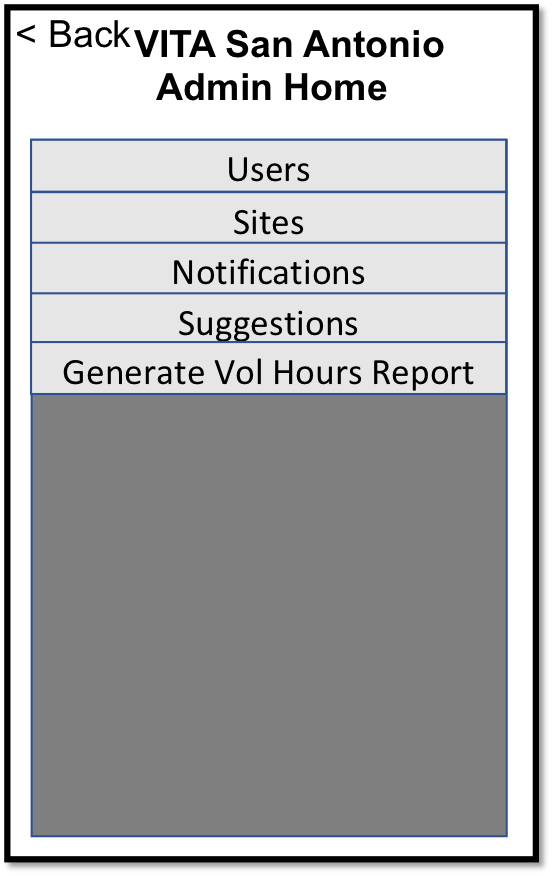 < Back
VITA San Antonio
Admin Home
Users
Sites
Notifications
Suggestions
Generate Vol Hours Report